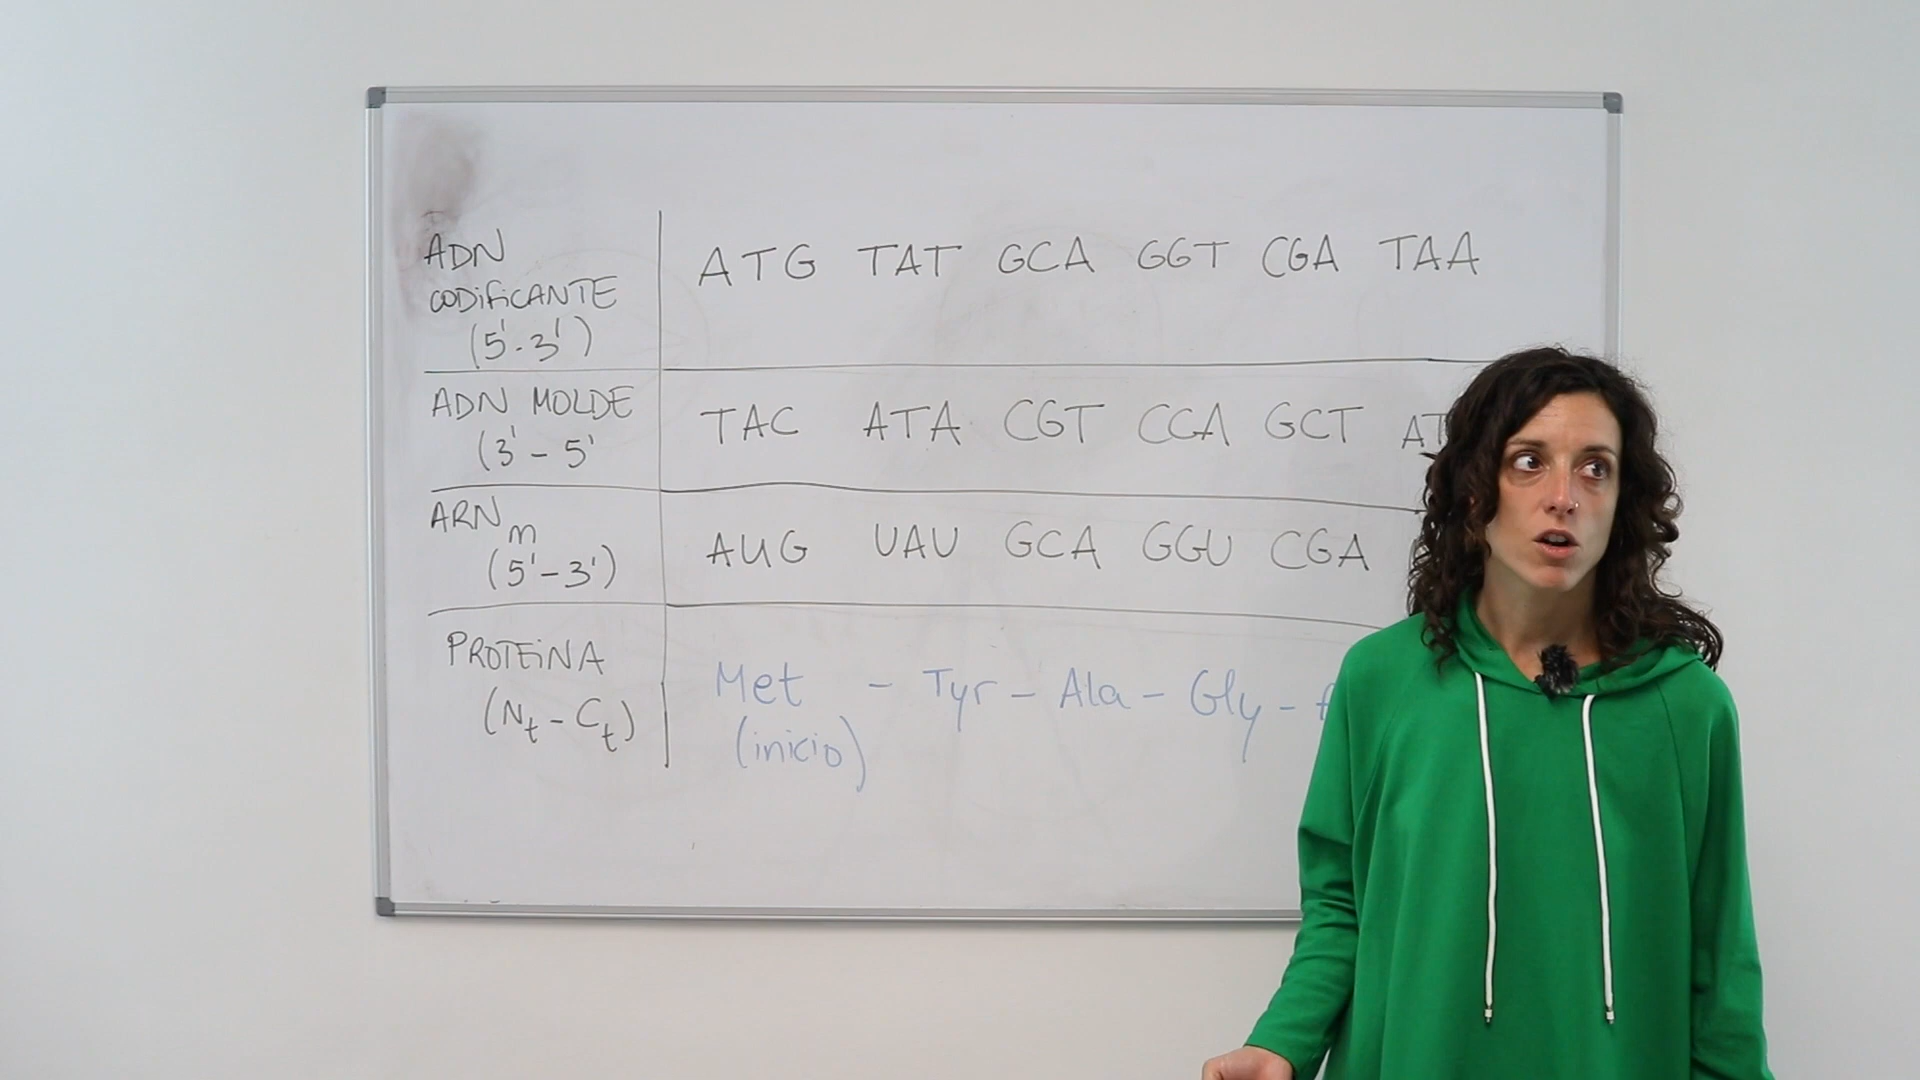 ADN
CODIFICANTE
(5'-3')
ATG TAT GCA GGT CGA TAA
ADN MOLDE
(3'-5'
TAC ATA CGT CCA GCT AT
ARNm
(5'-3')
AUG UAU GCA GGU CGA
PROTEINA
(Nt-Ct)
Met - Tyr - Ala - Gly -
(inicio)